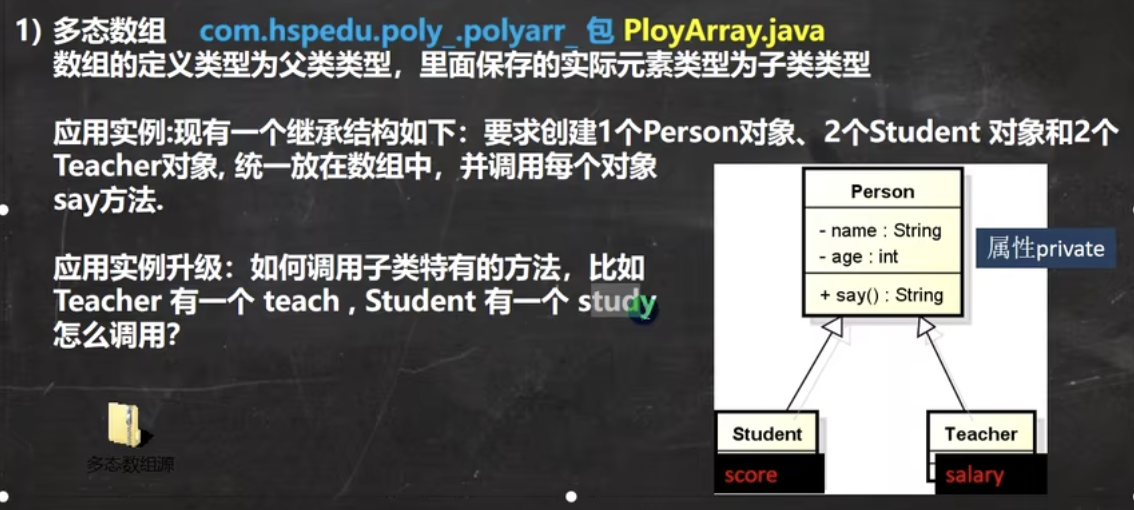 1) 多态数组 com.hspedu.poly_.polyarr_ 包 PloyArray.java
数组的定义类型为父类类型，里面保存的实际元素类型为子类类型
应用实例:现有一个继承结构如下：要求创建1个Person对象、2个Student 对象和2个
Teacher对象, 统一放在数组中，并调用每个对象
say方法.
应用实例升级：如何调用子类特有的方法，比如
Teacher 有一个 teach , Student 有一个 study
怎么调用？
Person
- name : String
- age : int
+ say() : String
属性private
Student
score
Teacher
salary
多态数组源